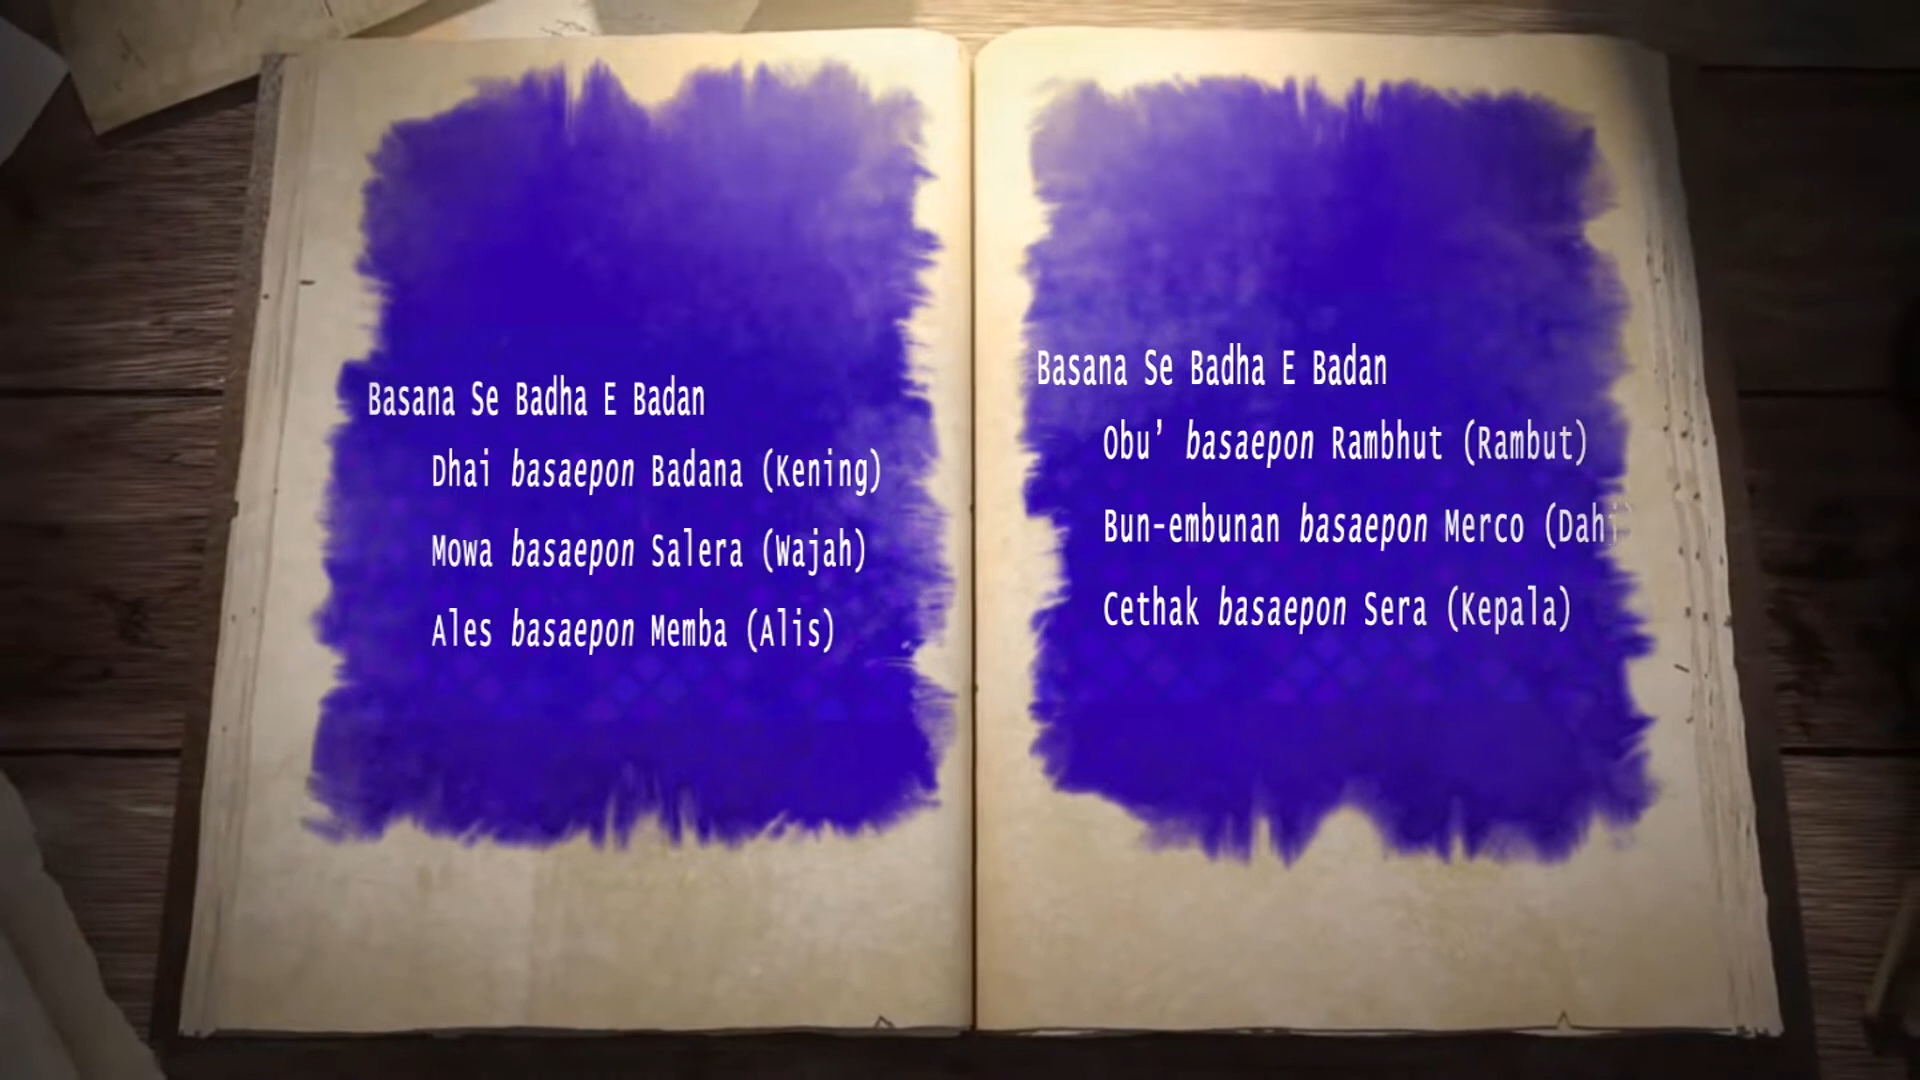 Basana Se Badha E Badan
Dhai basaepon Badana (Kening)
Mowa basaepon Salera (Wajah)
Ales basaepon Memba (Alis)
Basana Se Badha E Badan
Obu' basaepon Rambhut (Rambut)
Bun-embunan basaepon Merco (Dahi)
Cethak basaepon Sera (Kepala)